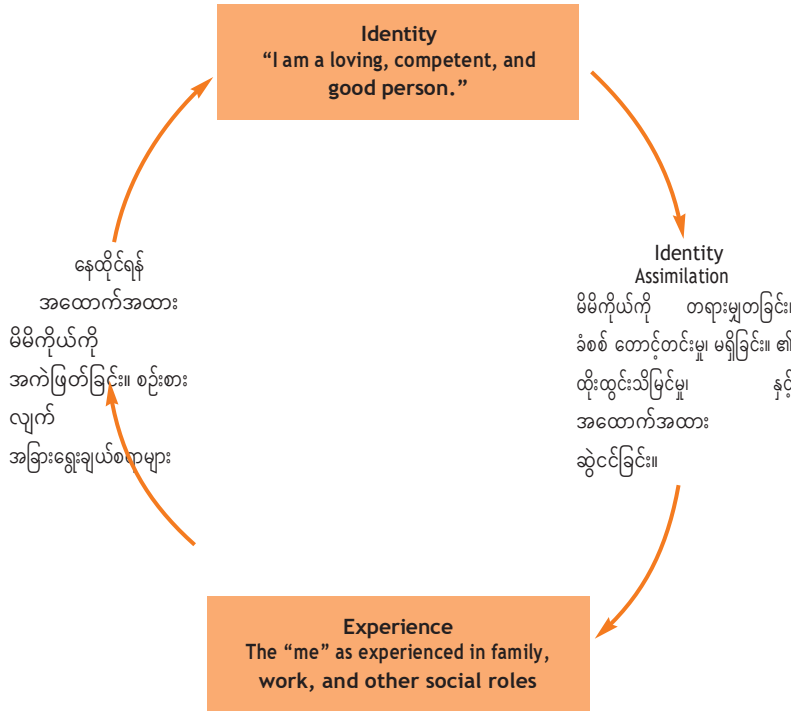 Identity
“I am a loving, competent, and
good person.”
နေထိုင်ရန်
အထောက်အထား
မိမိကိုယ်ကို
အကဲဖြတ်ခြင်း။ စဉ်းစား
လျက်
အခြားရွေးချယ်စရာများ
Identity
Assimilation
မိမိကိုယ်ကို တရားမျှတခြင်း၊
ခံစစ် တောင့်တင်းမှု၊ မရှိခြင်း။ ၏
ထိုးထွင်းသိမြင်မှု၊ နှင့်
အထောက်အထား
ဆွဲငင်ခြင်း။
Experience
The “me” as experienced in family,
work, and other social roles